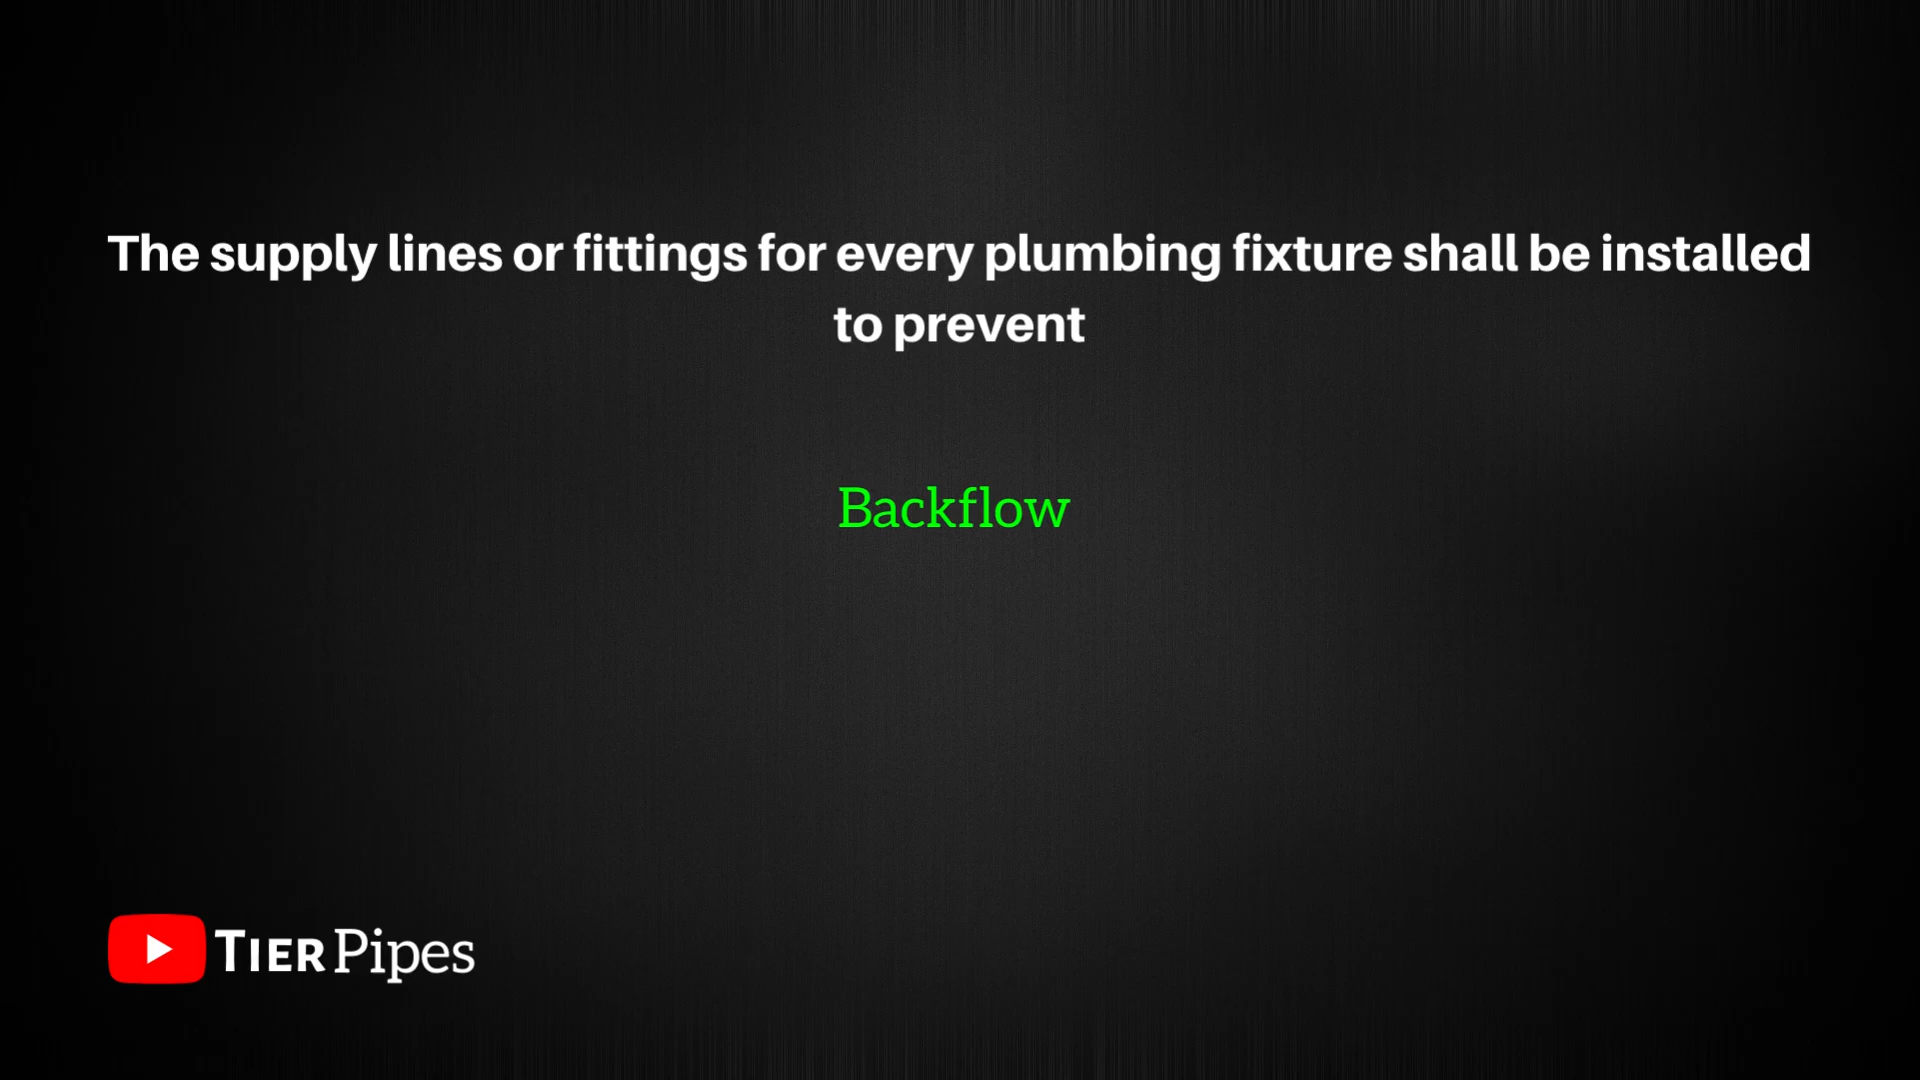 The supply lines or fittings for every plumbing fixture shall be installed
to prevent
Backflow
TIER Pipes